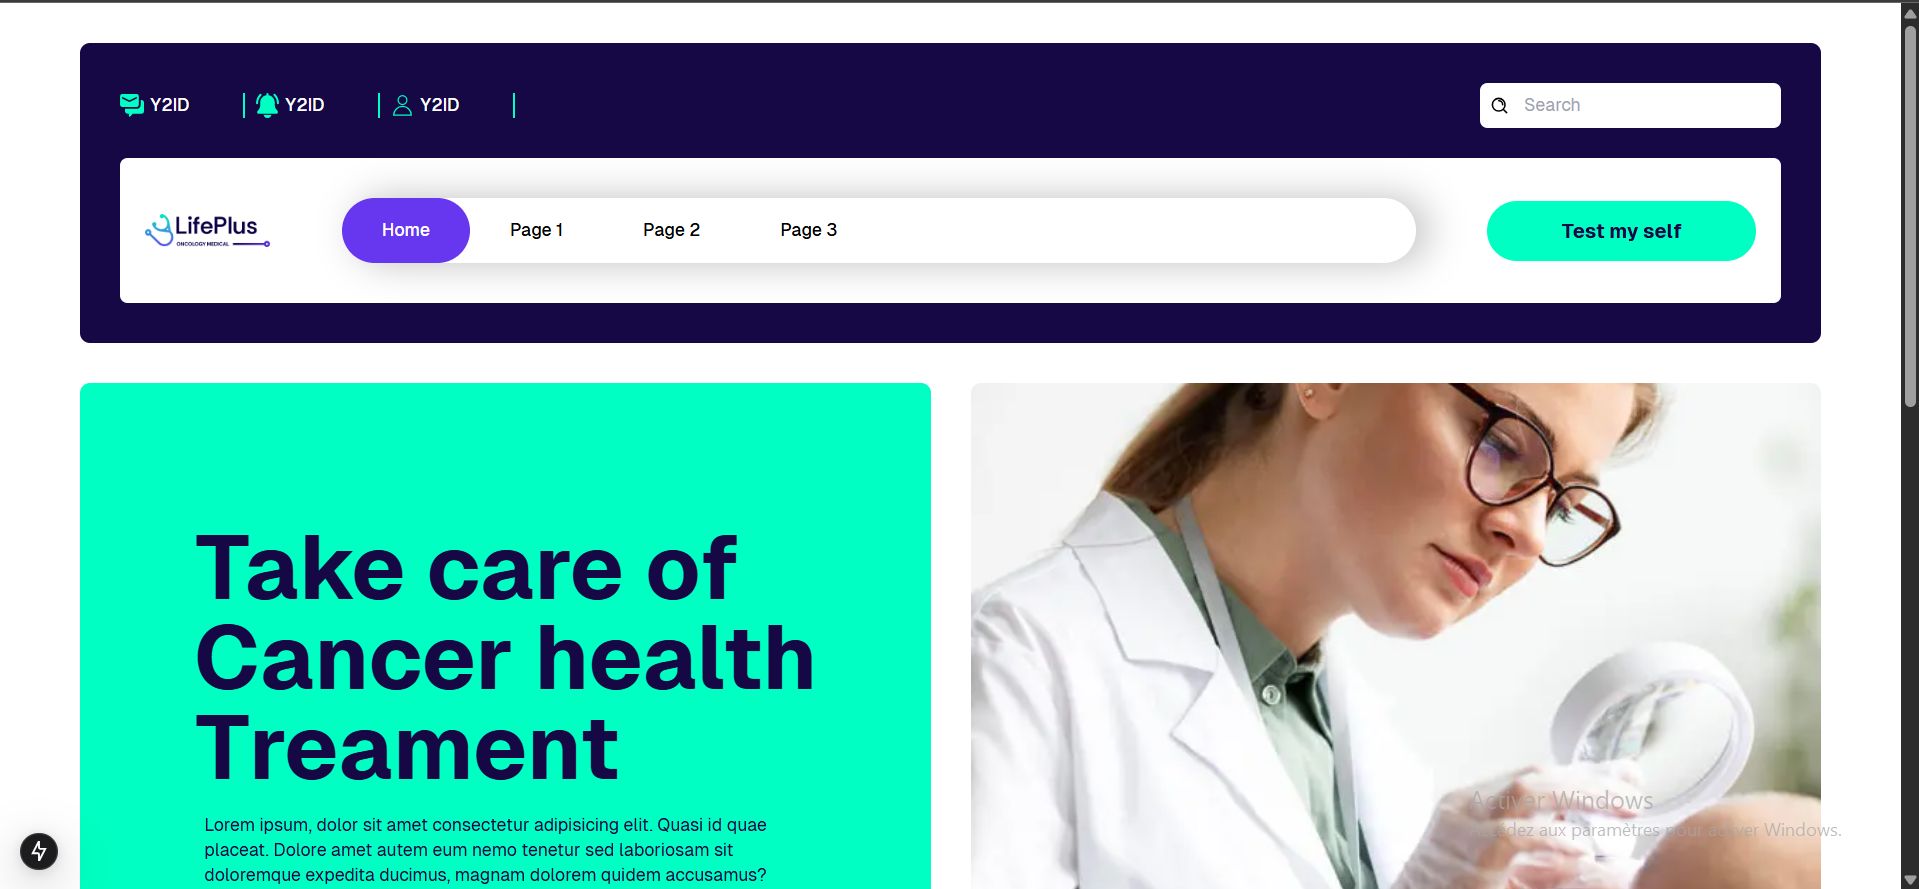 Y2ID
Y2ID
Y2ID
Search
LifePlus
ONCOLOGY MEDICAL
Home
Page 1
Page 2
Page 3
Test my self
Take care of
Cancer health
Treament
Lorem ipsum, dolor sit amet consectetur adipisicing elit. Quasi id quae
placeat. Dolore amet autem eum nemo tenetur sed laboriosam sit
doloremque expedita ducimus, magnam dolorem quidem accusamus?
Activer Windows
Accédez aux paramètres pour activer Windows.